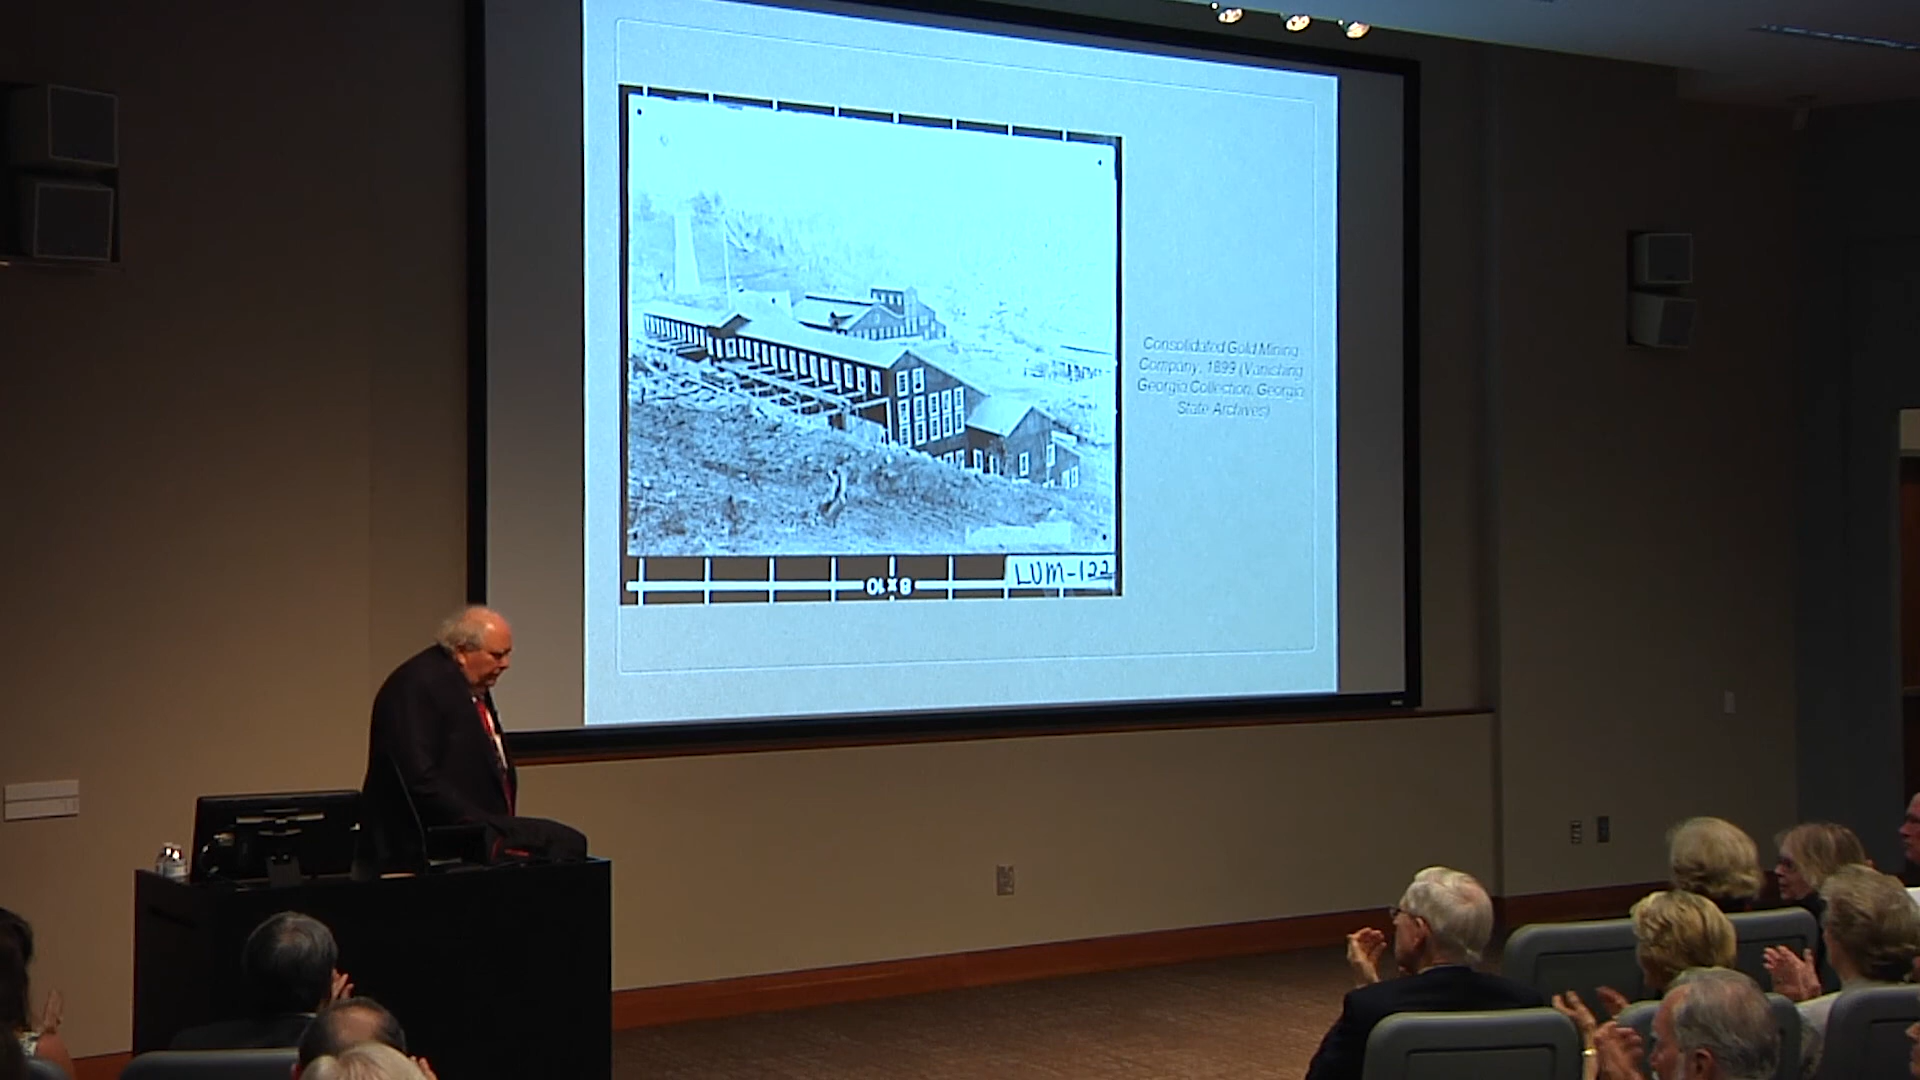 Consolidated Gold Mining
Company, 1899 (Vanishing
Georgia Collection, Georgia
State Archives)
8x10
LUM-122